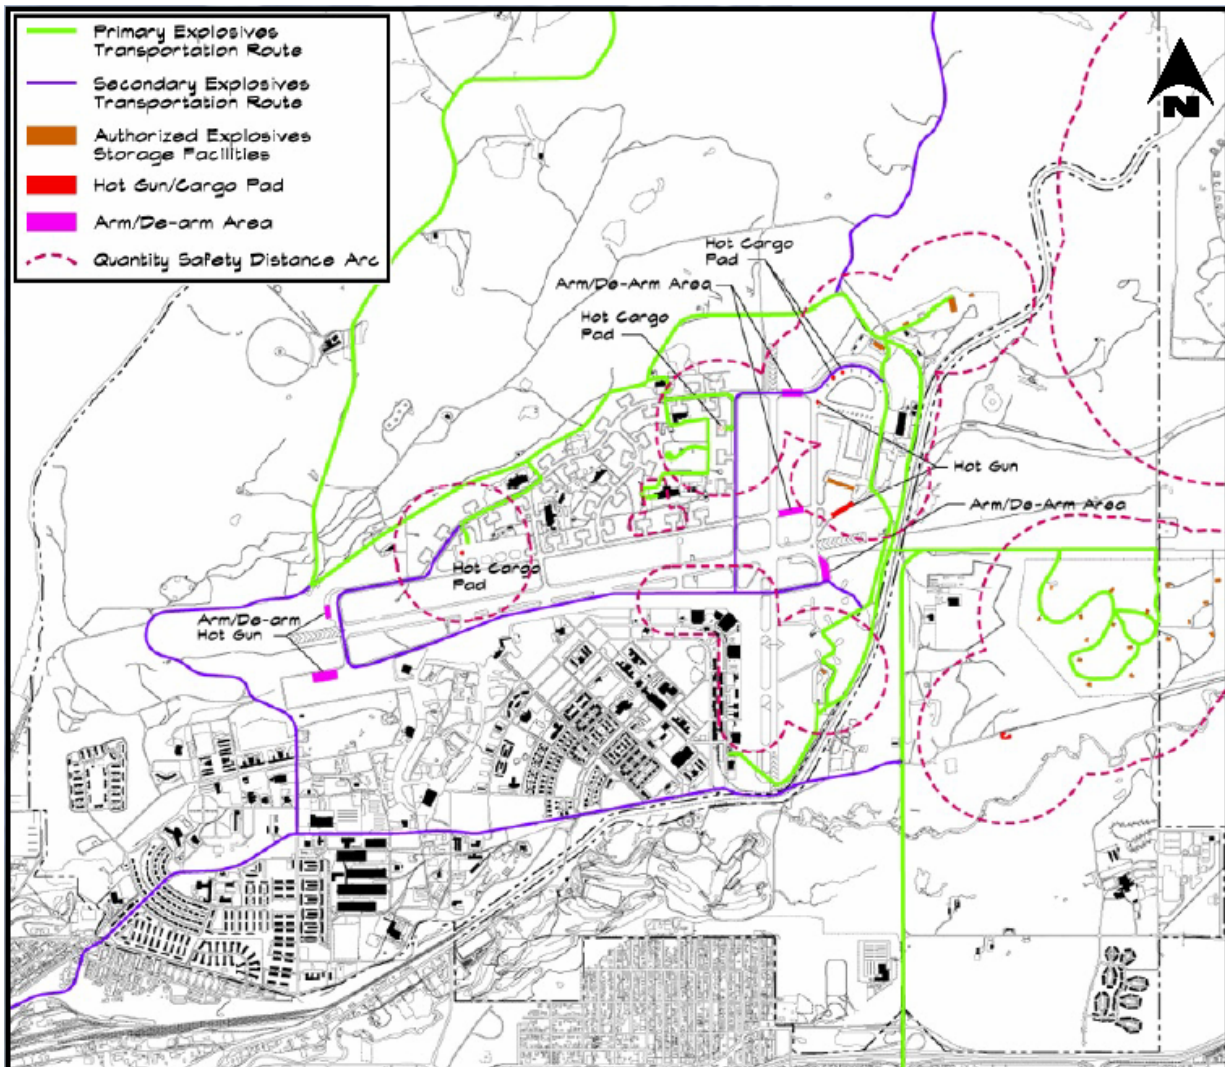 Primary Explosives
Transportation Route
Secondary Explosives
Transportation Route
Authorized Explosives
Storage Facilities
Hot Gun/Cargo Pad
Arm/De-arm Area
Quantity Safety Distance Arc
N
Hot Cargo
Pad
Arm/De-Arm Area
Hot Cargo
Pad
Hot Gun
Arm/De-Arm Area
Hot Cargo
Pad
Arm/De-arm
Hot Gun